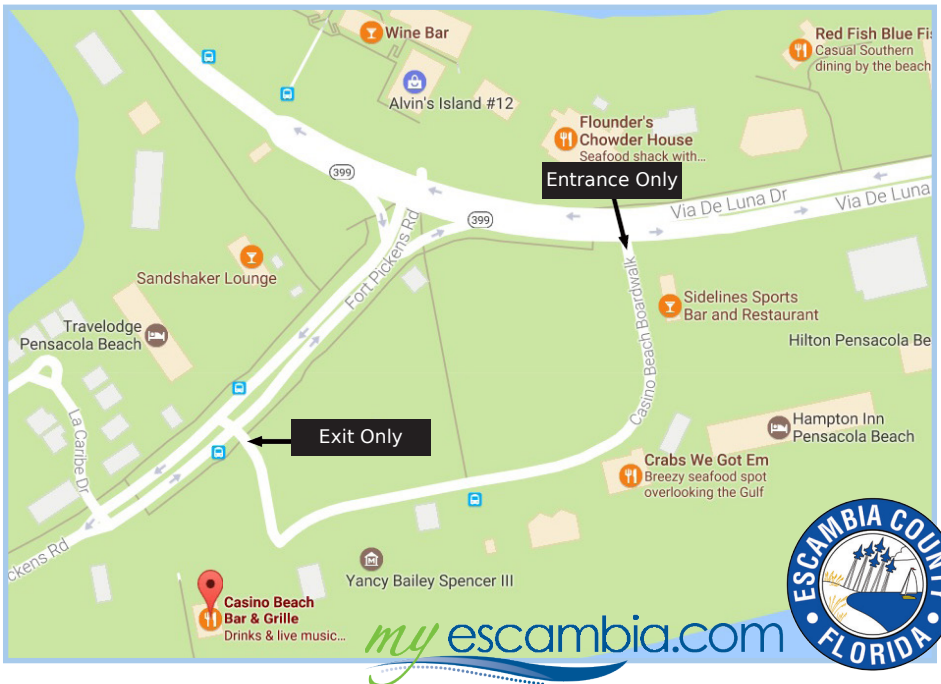 Wine Bar
Red Fish Blue Fi
Casual Southern
dining by the beach
Alvin's Island #12
Flounder's
Chowder House
Seafood shack with...
Entrance Only
399
399
Via De Luna Dr
Via De Luna
Fort Pickens Rd
Sandshaker Lounge
Casino Beach Boardwalk
Sidelines Sports
Bar and Restaurant
Travelodge
Pensacola Beach
Hilton Pensacola Be
La Caribe Dr
Exit Only
Hampton Inn
Pensacola Beach
Crabs We Got Em
Breezy seafood spot
overlooking the Gulf
ckens Rd
Yancy Bailey Spencer III
Casino Beach
Bar & Grille
Drinks & live music...
my escambia.com
ESCAMBIA COUNTY
FLORIDA